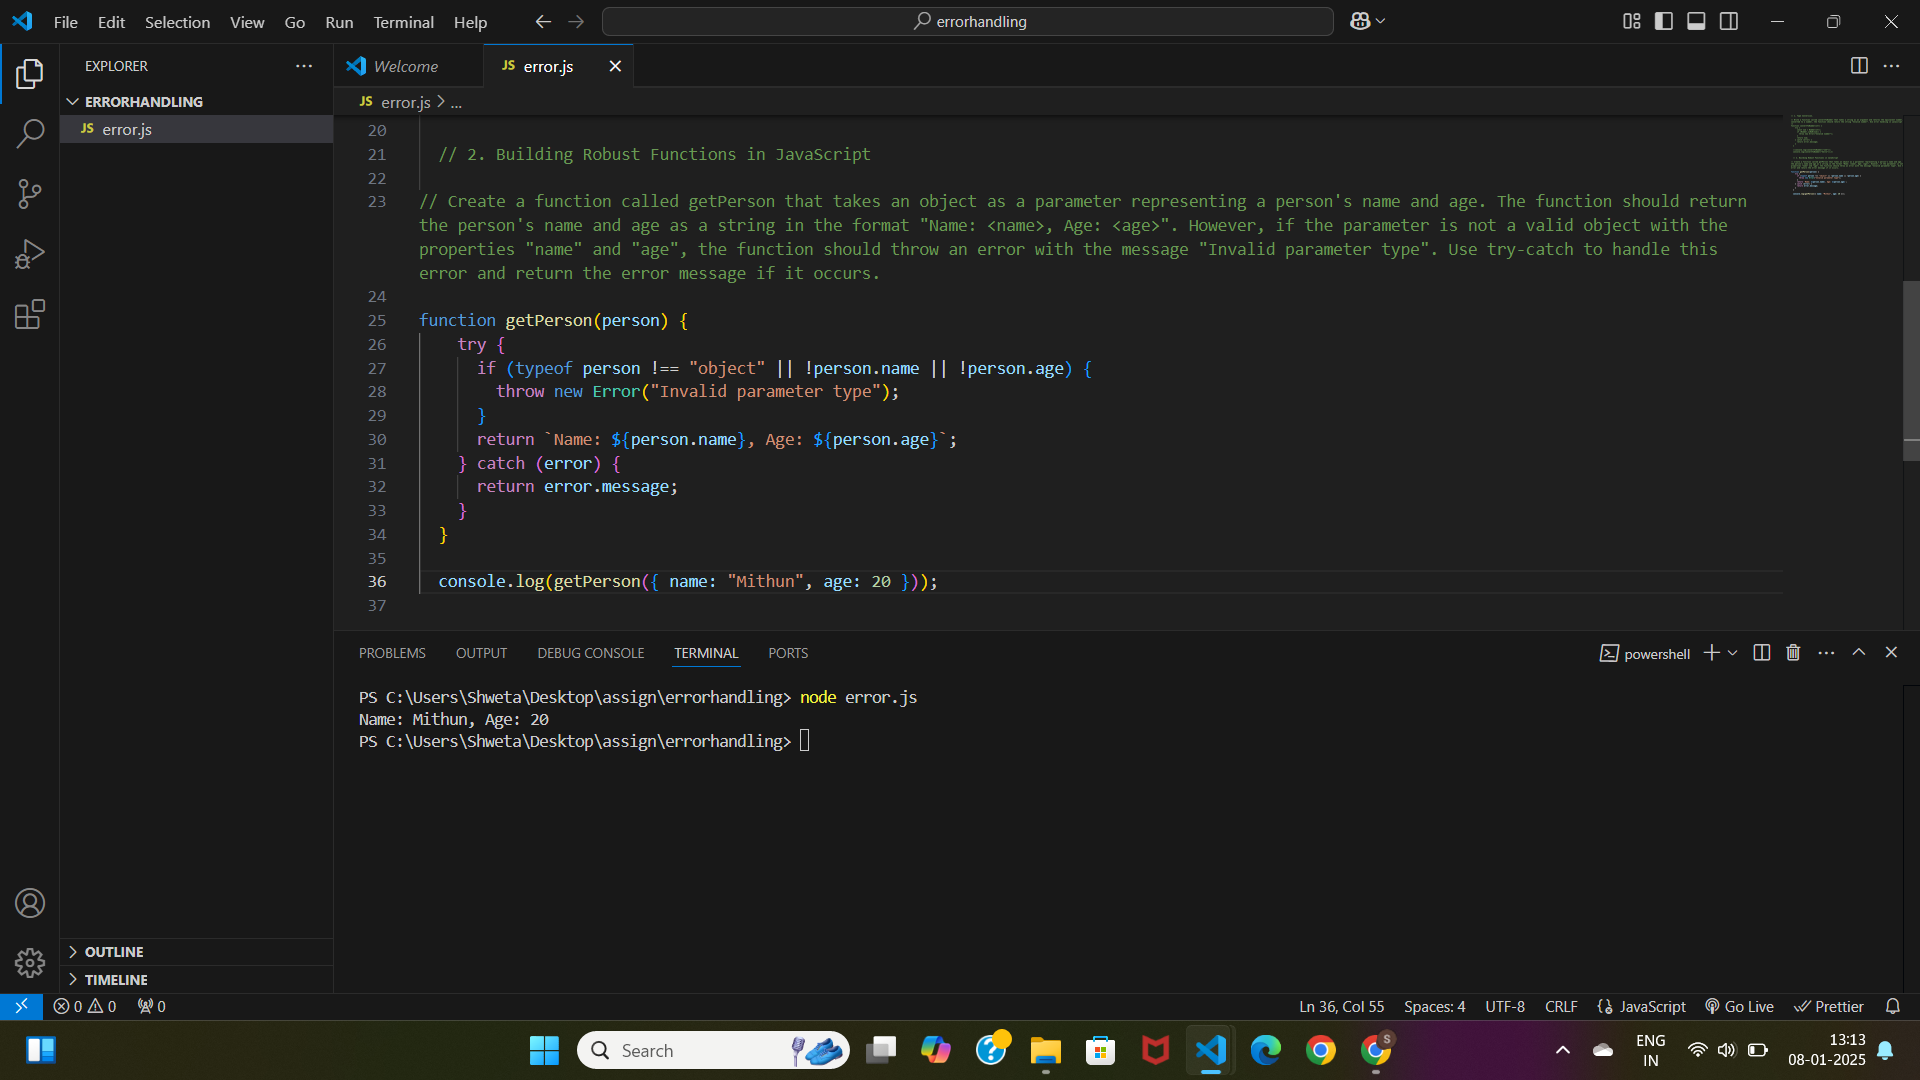 File Edit Selection View Go Run Terminal Help
errorhandling
EXPLORER
ERRORHANDLING
JS error.js
OUTLINE
TIMELINE
Welcome
JS error.js
JS error.js > ...
20
21 // 2. Building Robust Functions in JavaScript
22
23 // Create a function called getPerson that takes an object as a parameter representing a person's name and age. The function should return
the person's name and age as a string in the format "Name: <name>, Age: <age>". However, if the parameter is not a valid object with the
properties "name" and "age", the function should throw an error with the message "Invalid parameter type". Use try-catch to handle this
error and return the error message if it occurs.
24
25 function getPerson(person) {
26 try {
27 if (typeof person !== "object" || !person.name || !person.age) {
28 throw new Error("Invalid parameter type");
29 }
30 return `Name: ${person.name}, Age: ${person.age}`;
31 } catch (error) {
32 return error.message;
33 }
34 }
35
36 console.log(getPerson({ name: "Mithun", age: 20 }));
37
PROBLEMS OUTPUT DEBUG CONSOLE TERMINAL PORTS
powershell
PS C:\Users\Shweta\Desktop\assign\errorhandling> node error.js
Name: Mithun, Age: 20
PS C:\Users\Shweta\Desktop\assign\errorhandling>
0 0 0
Ln 36, Col 55 Spaces: 4 UTF-8 CRLF {} JavaScript Go Live Prettier
Search
S
ENG
IN
13:13
08-01-2025